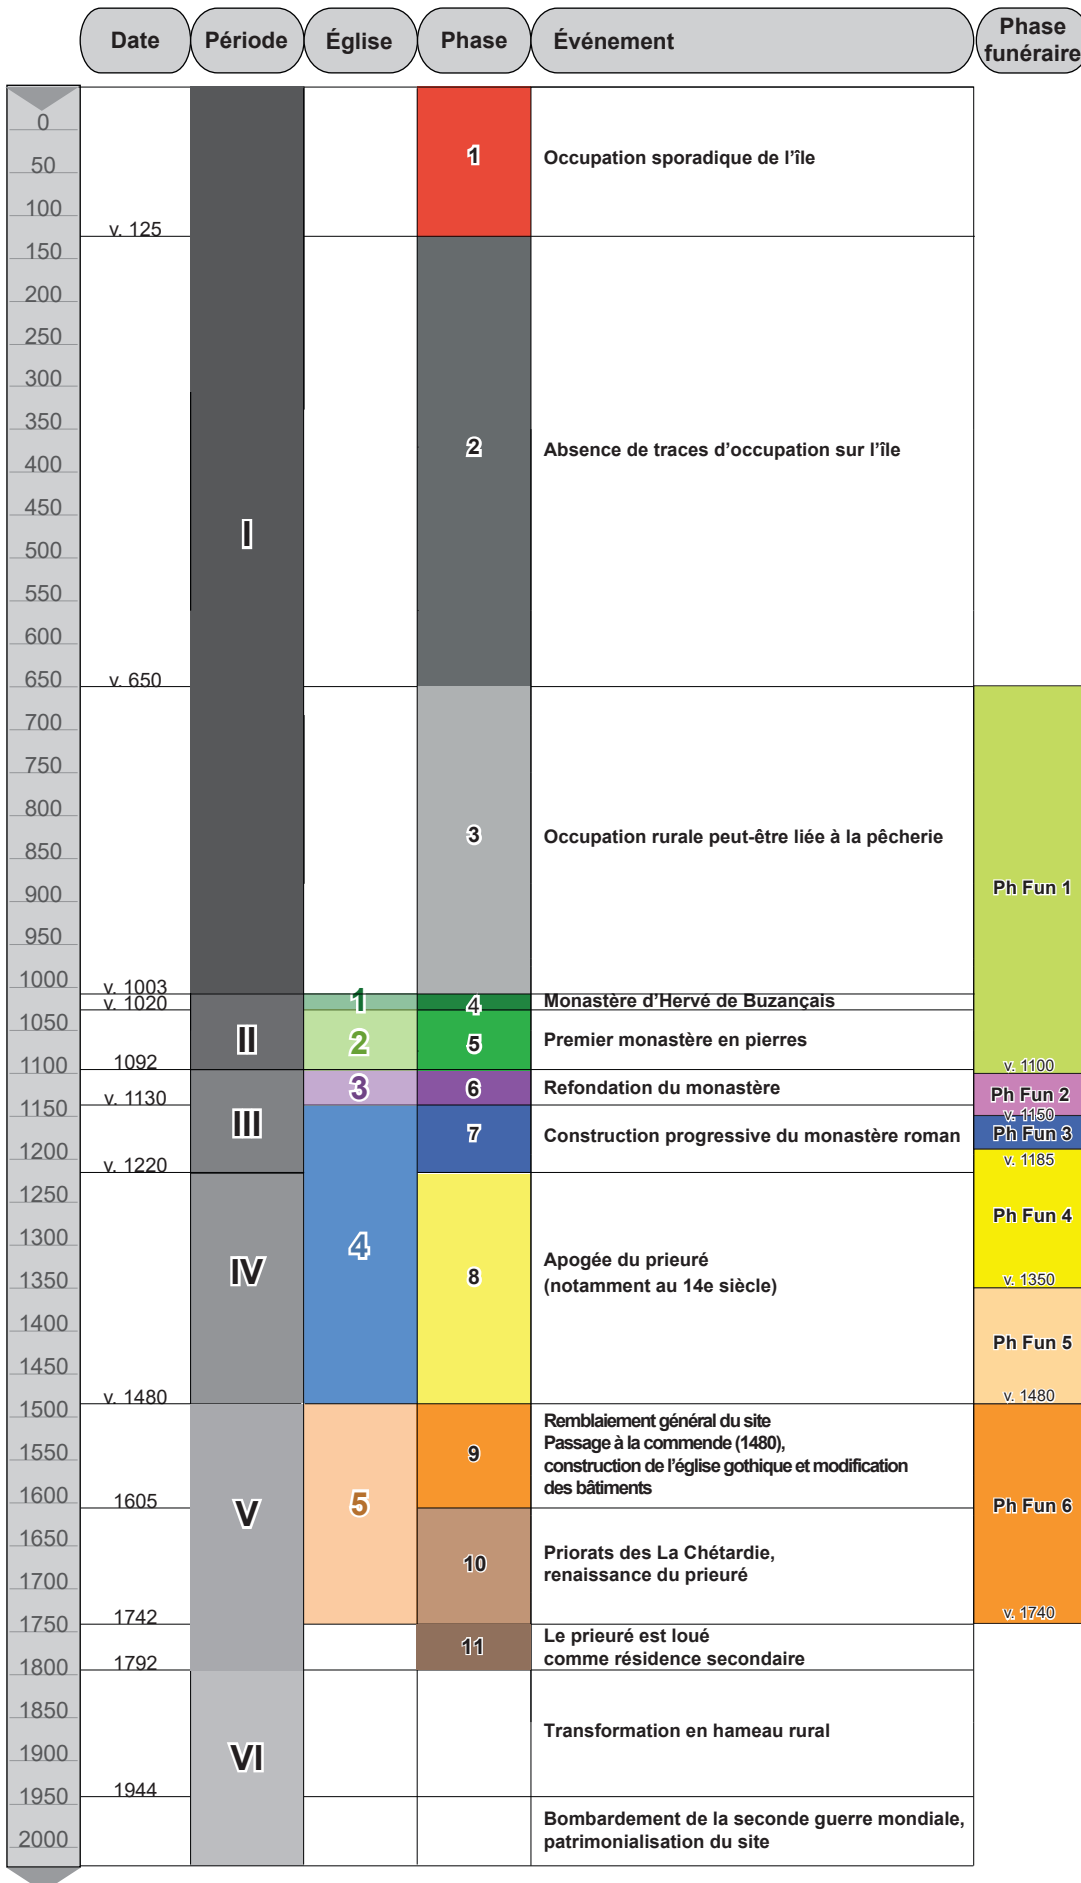 Date
Période
Église
Phase
Événement
Phase
funéraire
0
50
100
150
200
250
300
350
400
450
500
550
600
650
700
750
800
850
900
950
1000
1050
1100
1150
1200
1250
1300
1350
1400
1450
1500
1550
1600
1650
1700
1750
1800
1850
1900
1950
2000
v. 125
v. 650
v. 1003
v. 1020
1092
v. 1130
v. 1220
v. 1480
1605
1742
1792
1944
I
II
III
IV
V
VI
1
2
3
4
5
1
2
3
4
5
6
7
8
9
10
11
Occupation sporadique de l'île
Absence de traces d'occupation sur l'île
Occupation rurale peut-être liée à la pêcherie
Monastère d'Hervé de Buzançais
Premier monastère en pierres
Refondation du monastère
Construction progressive du monastère roman
Apogée du prieuré
(notamment au 14e siècle)
Remblaiement général du site
Passage à la commende (1480),
construction de l'église gothique et modification
des bâtiments
Priorats des La Chétardie,
renaissance du prieuré
Le prieuré est loué
comme résidence secondaire
Transformation en hameau rural
Bombardement de la seconde guerre mondiale,
patrimonialisation du site
Ph Fun 1
v. 1100
Ph Fun 2
v. 1150
Ph Fun 3
v. 1185
Ph Fun 4
v. 1350
Ph Fun 5
v. 1480
Ph Fun 6
v. 1740